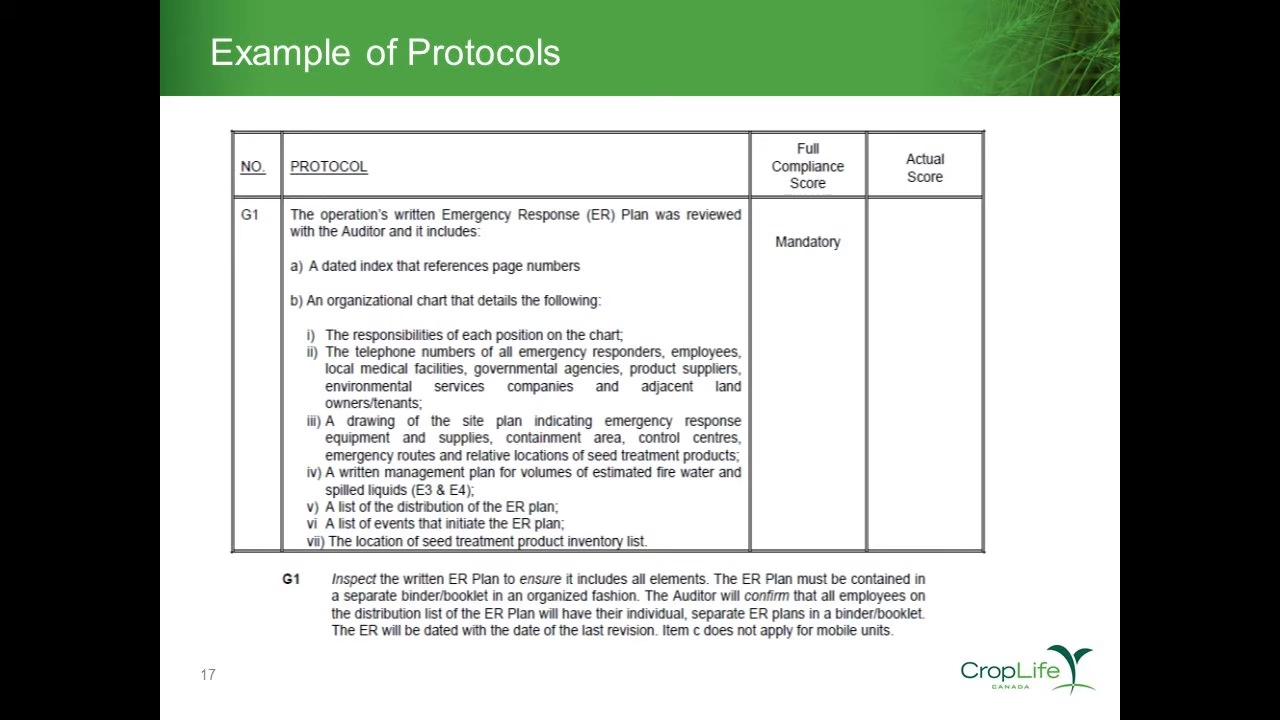 Example of Protocols
NO.
PROTOCOL
Full
Compliance
Score
Actual
Score
G1
The operation's written Emergency Response (ER) Plan was reviewed
with the Auditor and it includes:
Mandatory
a) A dated index that references page numbers
b) An organizational chart that details the following:
i) The responsibilities of each position on the chart;
ii) The telephone numbers of all emergency responders, employees,
local medical facilities, governmental agencies, product suppliers,
environmental services companies and adjacent land
owners/tenants;
iii) A drawing of the site plan indicating emergency response
equipment and supplies, containment area, control centres,
emergency routes and relative locations of seed treatment products;
iv) A written management plan for volumes of estimated fire water and
spilled liquids (E3 & E4);
v) A list of the distribution of the ER plan;
vi A list of events that initiate the ER plan;
vii) The location of seed treatment product inventory list.
G1 Inspect the written ER Plan to ensure it includes all elements. The ER Plan must be contained in
a separate binder/booklet in an organized fashion. The Auditor will confirm that all employees on
the distribution list of the ER Plan will have their individual, separate ER plans in a binder/booklet.
The ER will be dated with the date of the last revision. Item c does not apply for mobile units.
17
CropLife
CANADA